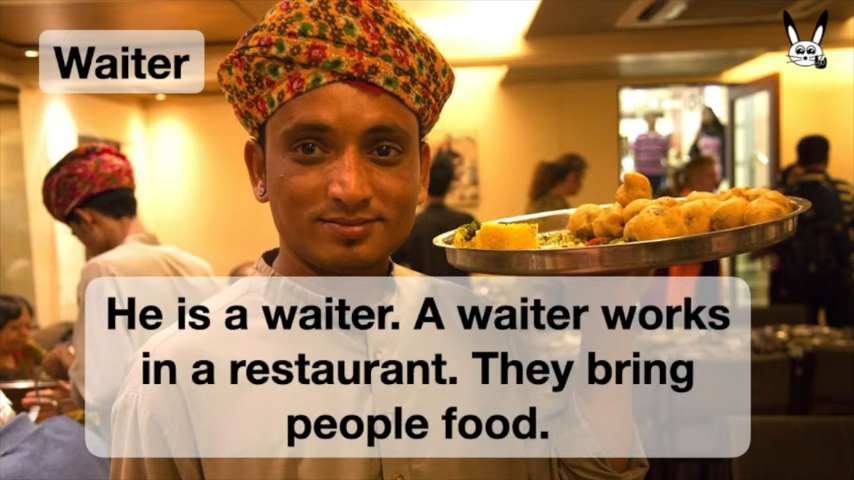 Waiter
He is a waiter. A waiter works
in a restaurant. They bring
people food.